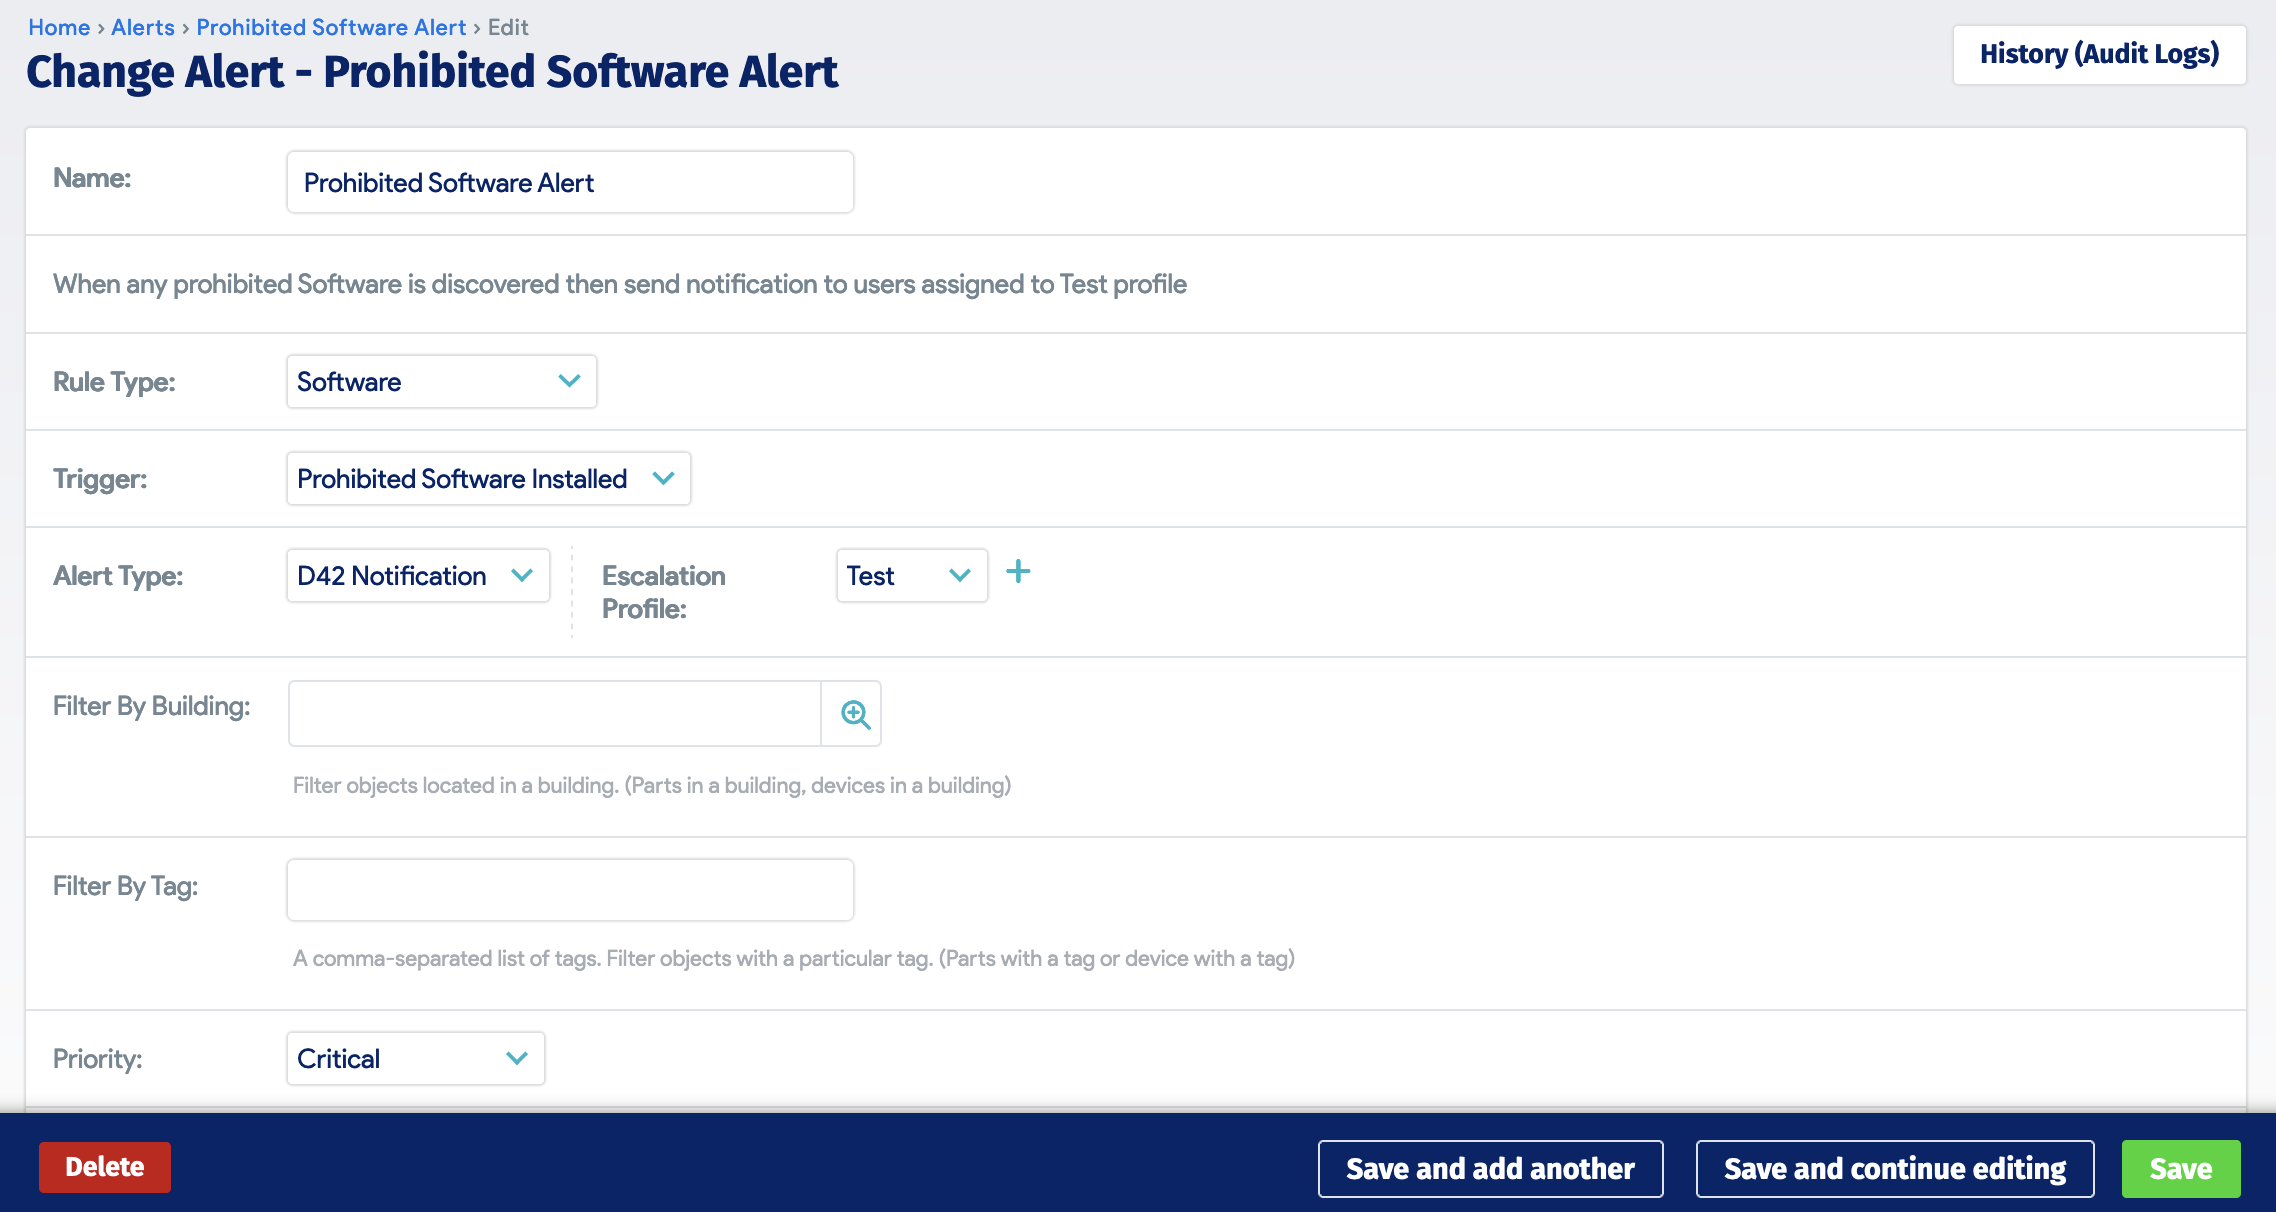 Home › Alerts › Prohibited Software Alert › Edit
Change Alert - Prohibited Software Alert
History (Audit Logs)
Name:
Prohibited Software Alert
When any prohibited Software is discovered then send notification to users assigned to Test profile
Rule Type:
Software
Trigger:
Prohibited Software Installed
Alert Type:
D42 Notification
Escalation
Profile:
Test
Filter By Building:
Filter objects located in a building. (Parts in a building, devices in a building)
Filter By Tag:
A comma-separated list of tags. Filter objects with a particular tag. (Parts with a tag or device with a tag)
Priority:
Critical
Delete
Save and add another
Save and continue editing
Save